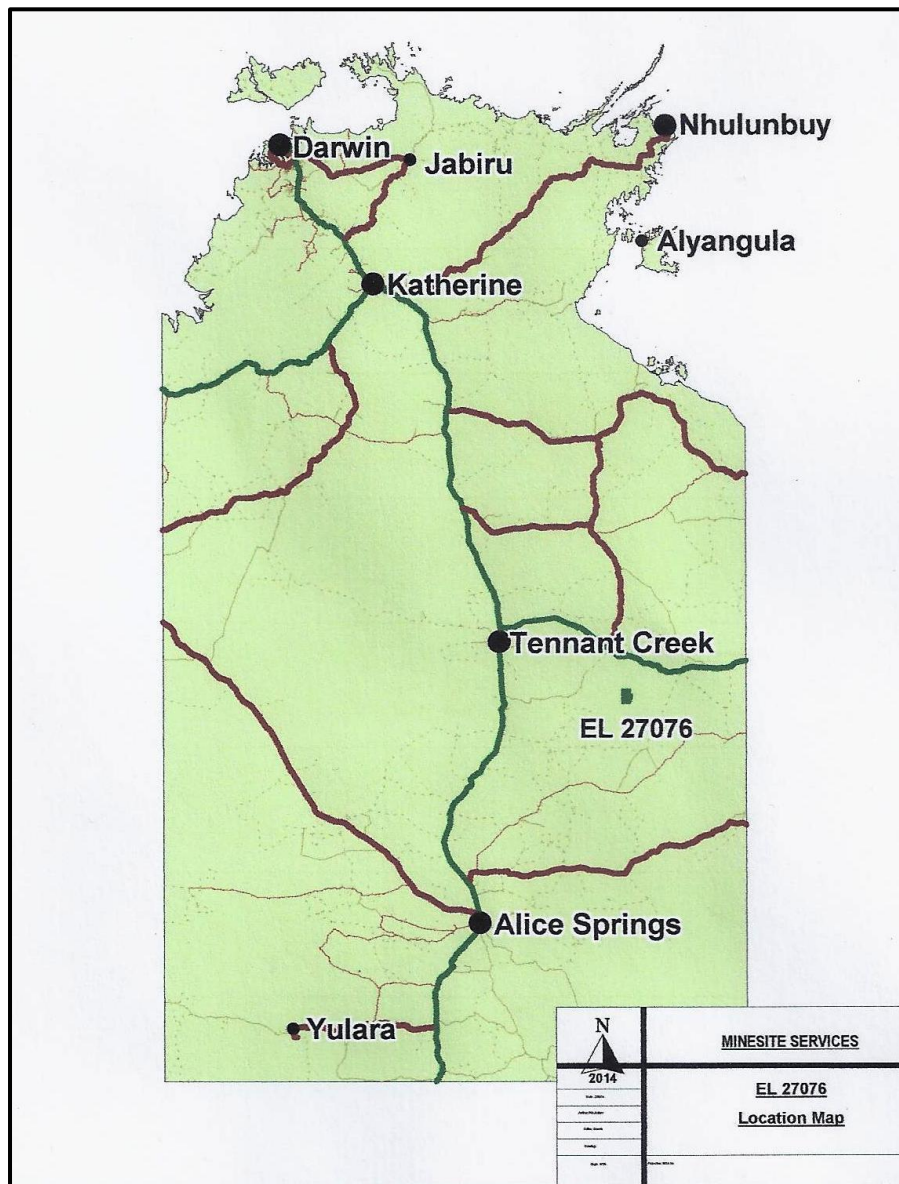 Darwin
Nhulunbuy
Jabiru
Alyangula
Katherine
Tennant Creek
EL 27076
Alice Springs
Yulara
N
2014
MINESITE SERVICES
EL 27076
Location Map